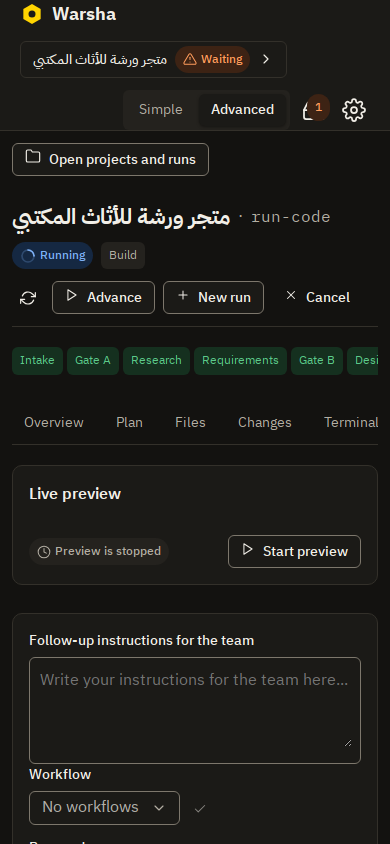 Warsha
متجر ورشة للأثاث المكتبي Waiting
Simple Advanced 1
Open projects and runs
متجر ورشة للأثاث المكتبي · run-code
Running Build
Advance New run Cancel
Intake Gate A Research Requirements Gate B Desi
Overview Plan Files Changes Terminal
Live preview
Preview is stopped Start preview
Follow-up instructions for the team
Write your instructions for the team here...
Workflow
No workflows